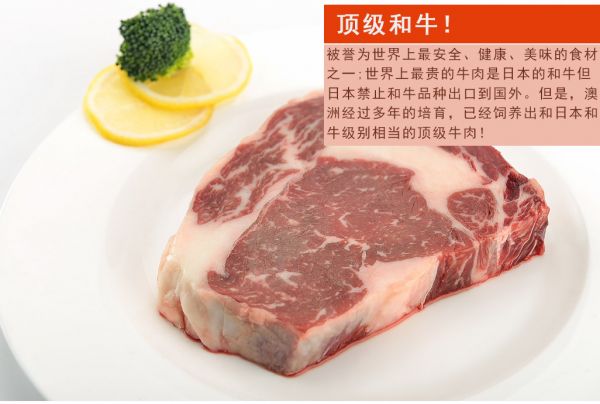 顶级和牛!
被誉为世界上最安全、健康、美味的食材
之一;世界上最贵的牛肉是日本的和牛但
日本禁止和牛品种出口到国外。但是,澳
洲经过多年的培育,已经饲养出和日本和
牛级别相当的顶级牛肉!